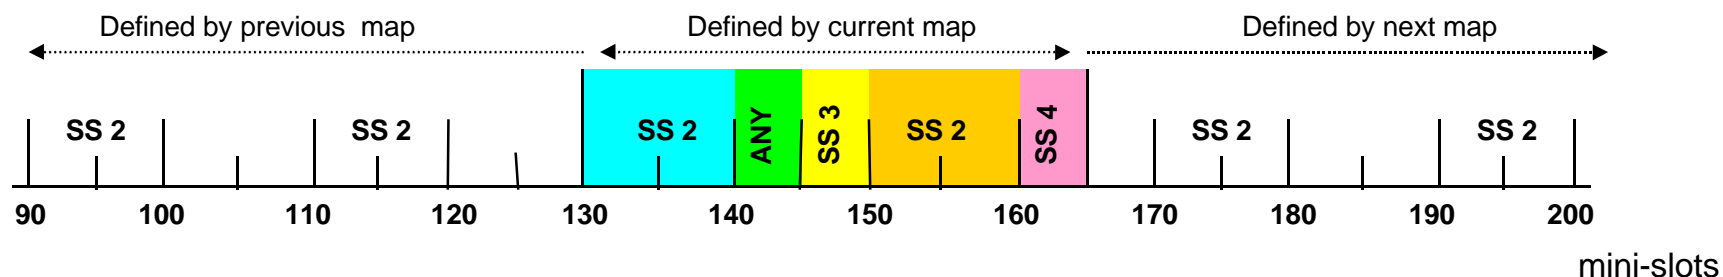 Defined by previous map Defined by current map Defined by next map
SS 2 SS 2 SS 2 ANY SS 3 SS 2 SS 4 SS 2 SS 2
90 100 110 120 130 140 150 160 170 180 190 200
mini-slots